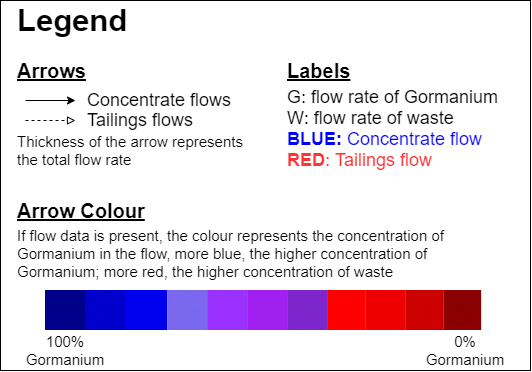 Legend
Arrows
Concentrate flows
Tailings flows
Thickness of the arrow represents
the total flow rate
Labels
G: flow rate of Gormanium
W: flow rate of waste
BLUE: Concentrate flow
RED: Tailings flow
Arrow Colour
If flow data is present, the colour represents the concentration of
Gormanium in the flow, more blue, the higher concentration of
Gormanium; more red, the higher concentration of waste
100%
Gormanium
0%
Gormanium